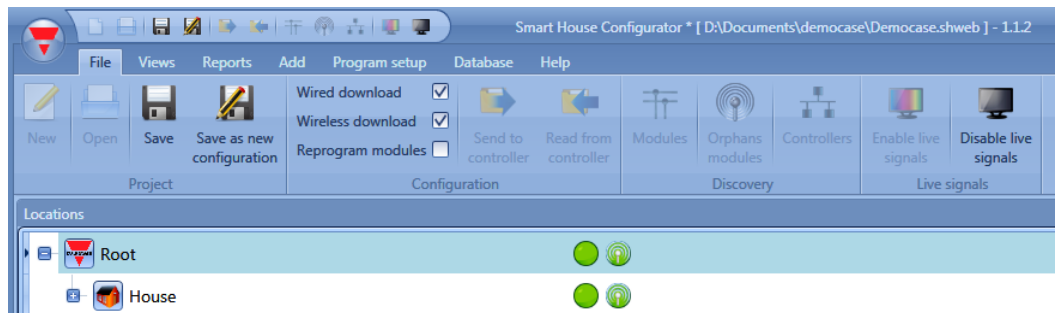 Smart House Configurator * [ D:\Documents\democase\Democase.shweb ] - 1.1.2
File Views Reports Add Program setup Database Help
New Open Save Save as new configuration
Wired download
Wireless download
Reprogram modules
Send to controller Read from controller
Modules Orphans modules Controllers
Enable live signals Disable live signals
Project Configuration Discovery Live signals
Locations
Root
House